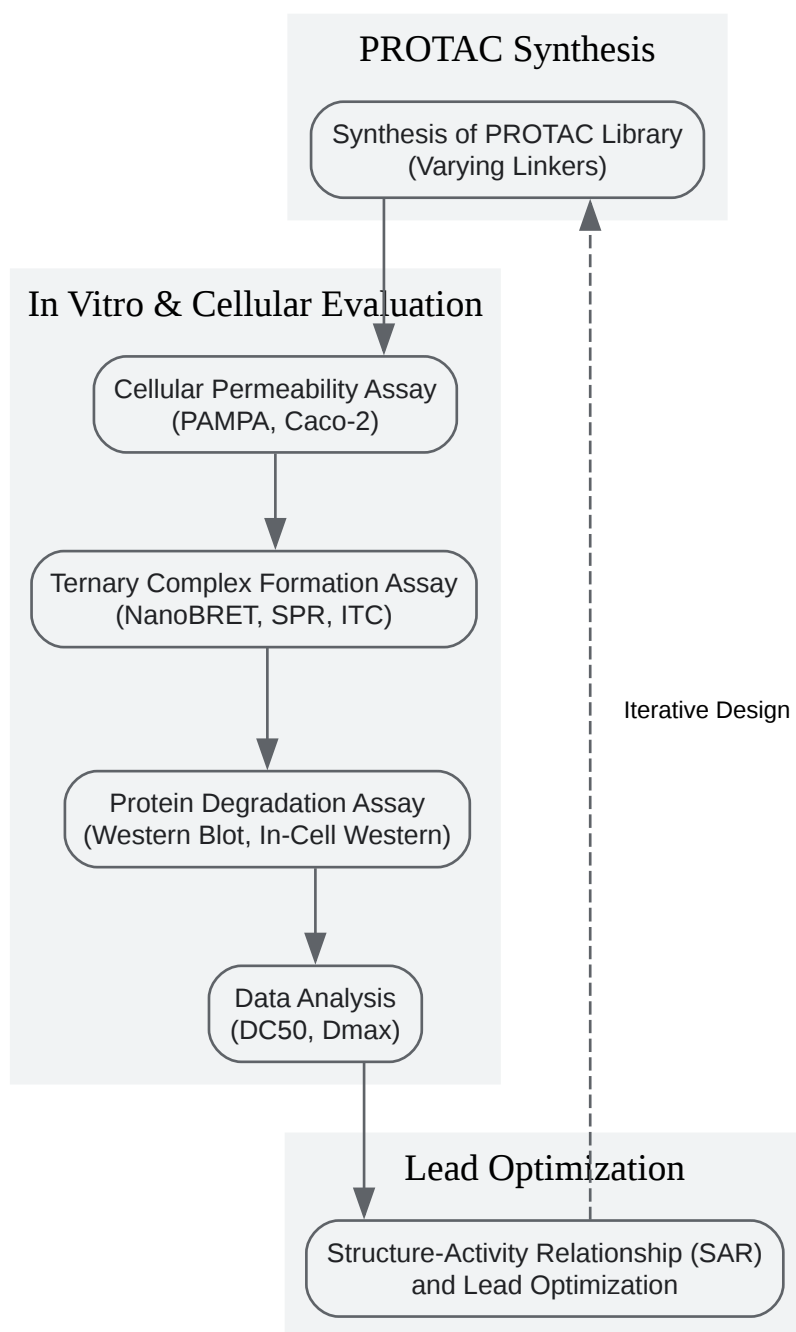 PROTAC Synthesis
Synthesis of PROTAC Library
(Varying Linkers)
In Vitro & Cellular Evaluation
Cellular Permeability Assay
(PAMPA, Caco-2)
Ternary Complex Formation Assay
(NanoBRET, SPR, ITC)
Iterative Design
Protein Degradation Assay
(Western Blot, In-Cell Western)
Data Analysis
(DC50, Dmax)
Lead Optimization
Structure-Activity Relationship (SAR)
and Lead Optimization